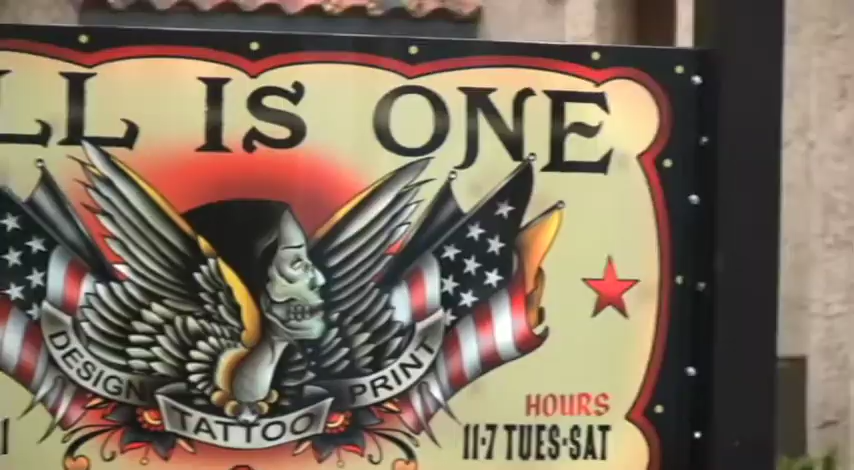 LL IS ONE
DESIGN TATTOO PRINT
HOURS
11-7 TUES·SAT